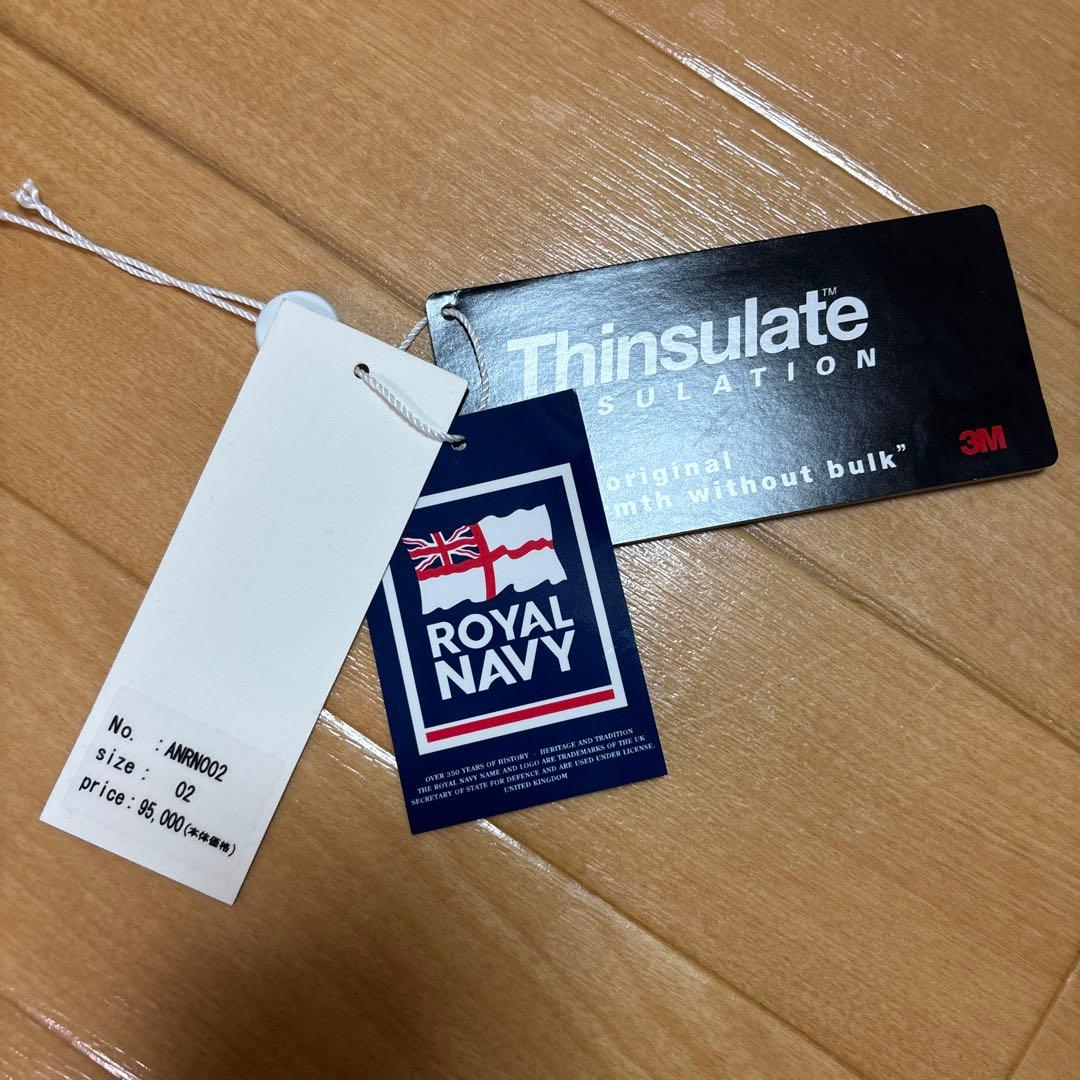 Thinsulate™
SULATION
original
mth without bulk”
3M
ROYAL
NAVY
OVER 350 YEARS OF HISTORY - HERITAGE AND TRADITION
THE ROYAL NAVY NAME AND LOGO ARE TRADEMARKS OF THE UK
SECRETARY OF STATE FOR DEFENCE AND ARE USED UNDER LICENSE.
UNITED KINGDOM
No. :ANRN002
size: 02
price:95,000(本体価格)